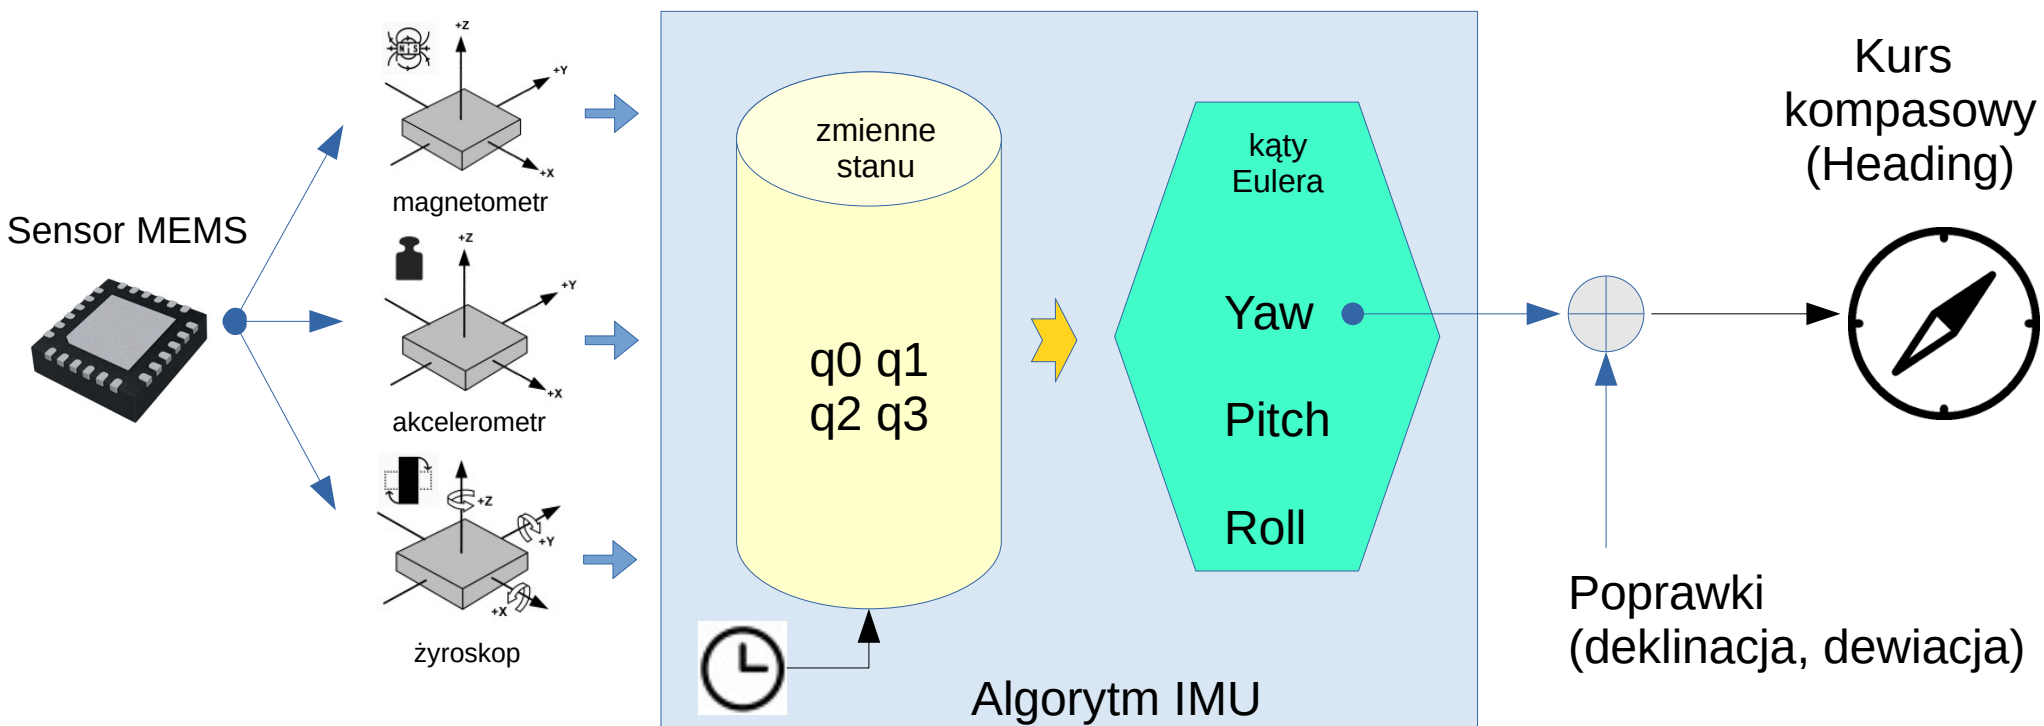 Sensor MEMS
N S
+Z
+Y
+X
magnetometr
+Z
+Y
+X
akcelerometr
+Z
+Y
+X
żyroskop
zmienne
stanu
q0 q1
q2 q3
kąty
Eulera
Yaw
Pitch
Roll
Algorytm IMU
Kurs
kompasowy
(Heading)
Poprawki
(deklinacja, dewiacja)